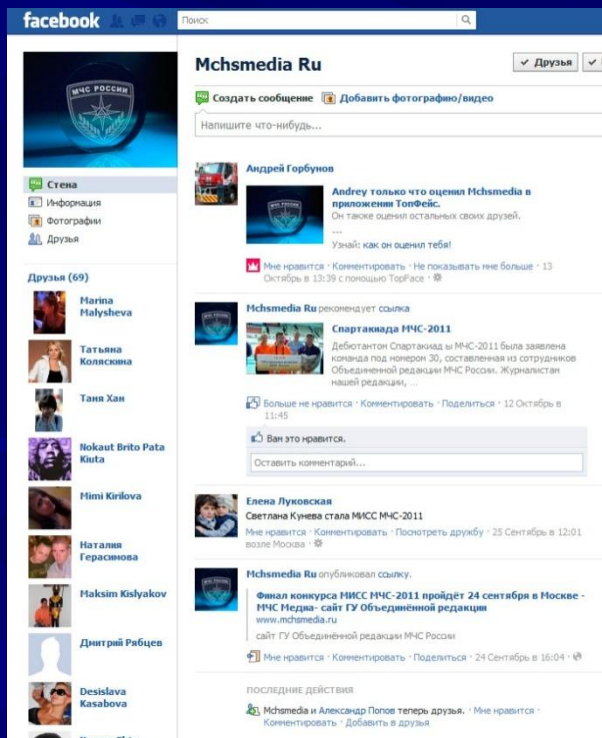 facebook
Поиск
МЧС РОССИИ
Стена
Информация
Фотографии
Друзья
Друзья (69)
Marina
Malysheva
Татьяна
Коляскина
Таня Хан
Nokaut Brito Pata
Kiuta
Mimi Kirilova
Наталия
Герасимова
Maksim Kislyakov
Дмитрий Рябцев
Desislava
Kasabova
Mchsmedia Ru
Друзья
Создать сообщение Добавить фотографию/видео
Напишите что-нибудь...
Андрей Горбунов
Andrey только что оценил Mchsmedia в
приложении ТопФейс.
Он также оценил остальных своих друзей.
---
Узнай: как он оценил тебя!
Мне нравится · Комментировать · Не показывать мне больше · 13
Октябрь в 13:39 с помощью TopFace ·
Mchsmedia Ru рекомендует ссылка
Спартакиада МЧС-2011
Дебютантом Спартакиад ы МЧС-2011 была заявлена
команда под номером 30, составленная из сотрудников
Объединенной редакции МЧС России. Журналистам
нашей редакции, ...
Больше не нравится · Комментировать · Поделиться · 12 Октябрь в
11:45
Вам это нравится.
Оставить комментарий...
Елена Луковская
Светлана Кунева стала МИСС МЧС-2011
Мне нравится · Комментировать · Посмотреть дружбу · 25 Сентябрь в 12:01
возле Москва ·
Mchsmedia Ru опубликовал ссылку.
Финал конкурса МИСС МЧС-2011 пройдёт 24 сентября в Москве -
МЧС Медиа- сайт ГУ Объединённой редакции
www.mchsmedia.ru
сайт ГУ Объединённой редакции МЧС России
Мне нравится · Комментировать · Поделиться · 24 Сентябрь в 16:04 ·
ПОСЛЕДНИЕ ДЕЙСТВИЯ
Mchsmedia и Александр Попов теперь друзья. · Мне нравится ·
Комментировать · Добавить в друзья